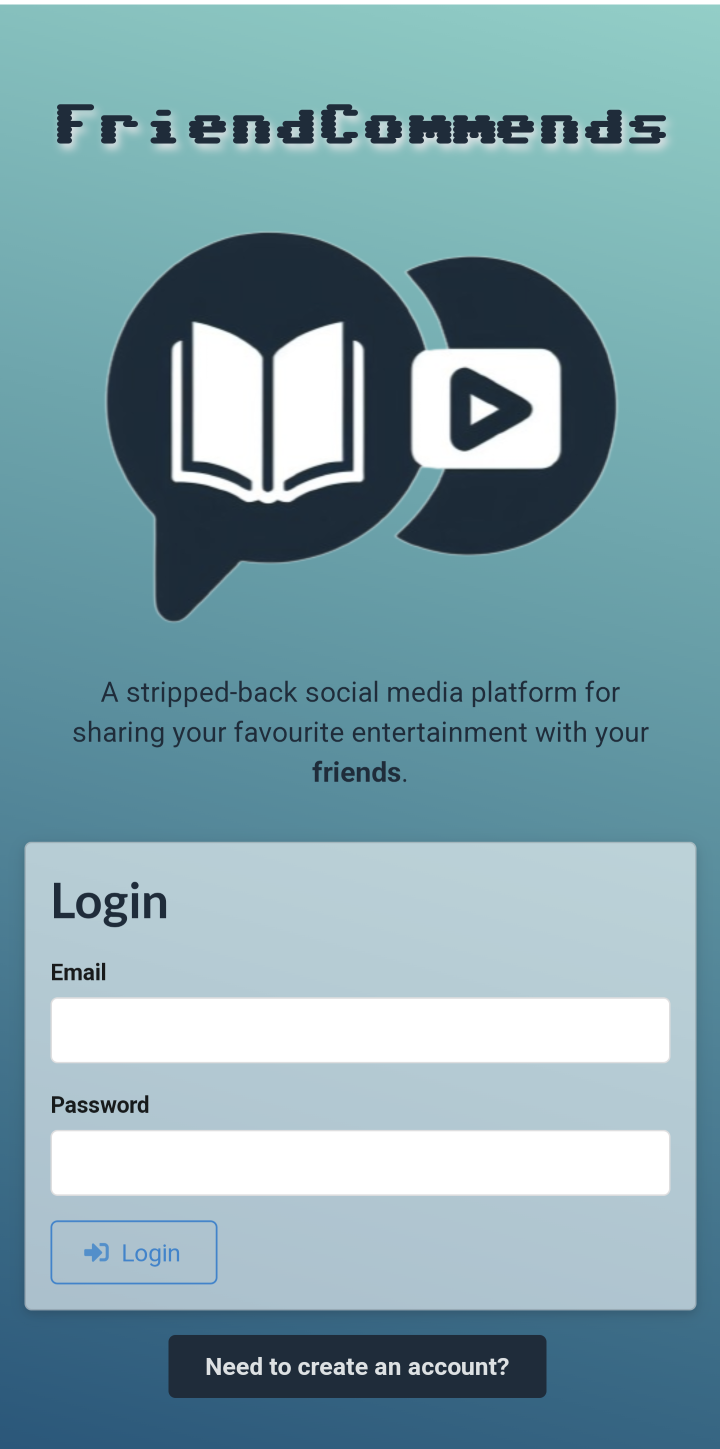 FriendCommends
A stripped-back social media platform for
sharing your favourite entertainment with your
friends.
Login
Email
Password
Login
Need to create an account?